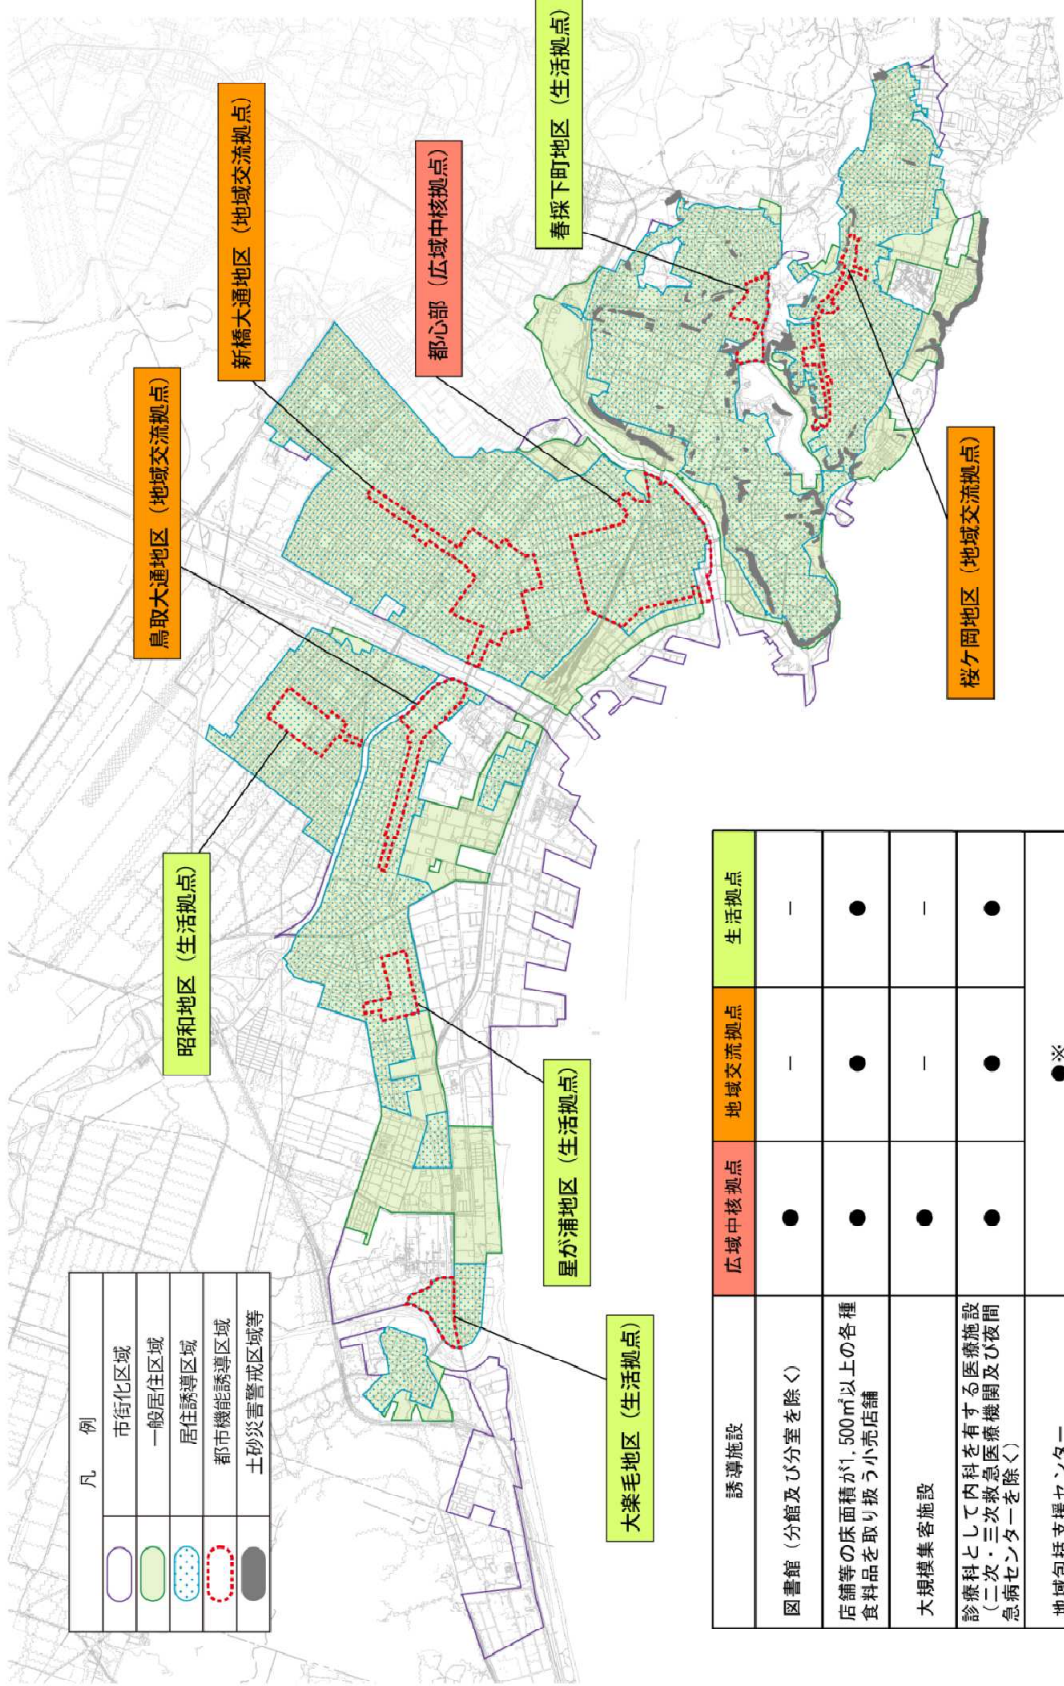 凡 例
市街化区域
一般居住区域
居住誘導区域
都市機能誘導区域
土砂災害警戒区域等
大楽毛地区（生活拠点）
星が浦地区（生活拠点）
昭和地区（生活拠点）
鳥取大通地区（地域交流拠点）
新橋大通地区（地域交流拠点）
都心部（広域中核拠点）
春採下町地区（生活拠点）
桜ケ岡地区（地域交流拠点）
誘導施設 広域中核拠点 地域交流拠点 生活拠点
図書館（分館及び分室を除く） ● － －
店舗等の床面積が1,500㎡以上の各種
食料品を取り扱う小売店舗 ● ● ●
大規模集客施設 ● － －
診療科として内科を有する医療施設
（二次・三次救急医療機関及び夜間
急病センターを除く） ● ● ●
地域包括支援センター ●※